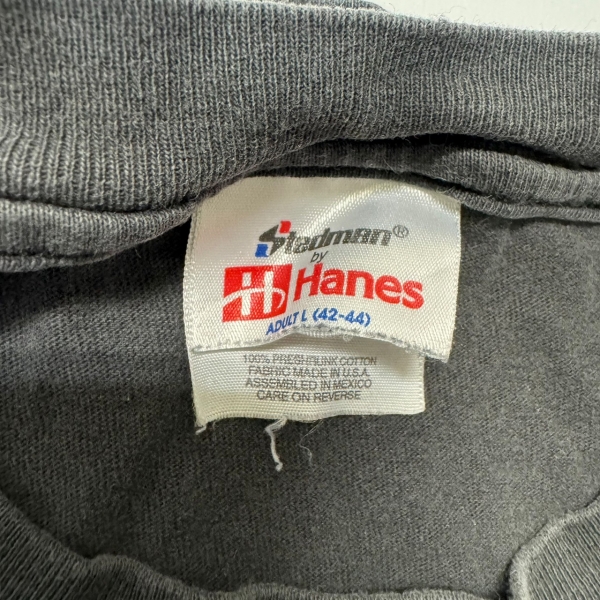 Stedman®
by
Hanes
ADULT L (42-44)
100% PRESHRUNK COTTON
FABRIC MADE IN U.S.A.
ASSEMBLED IN MEXICO
CARE ON REVERSE